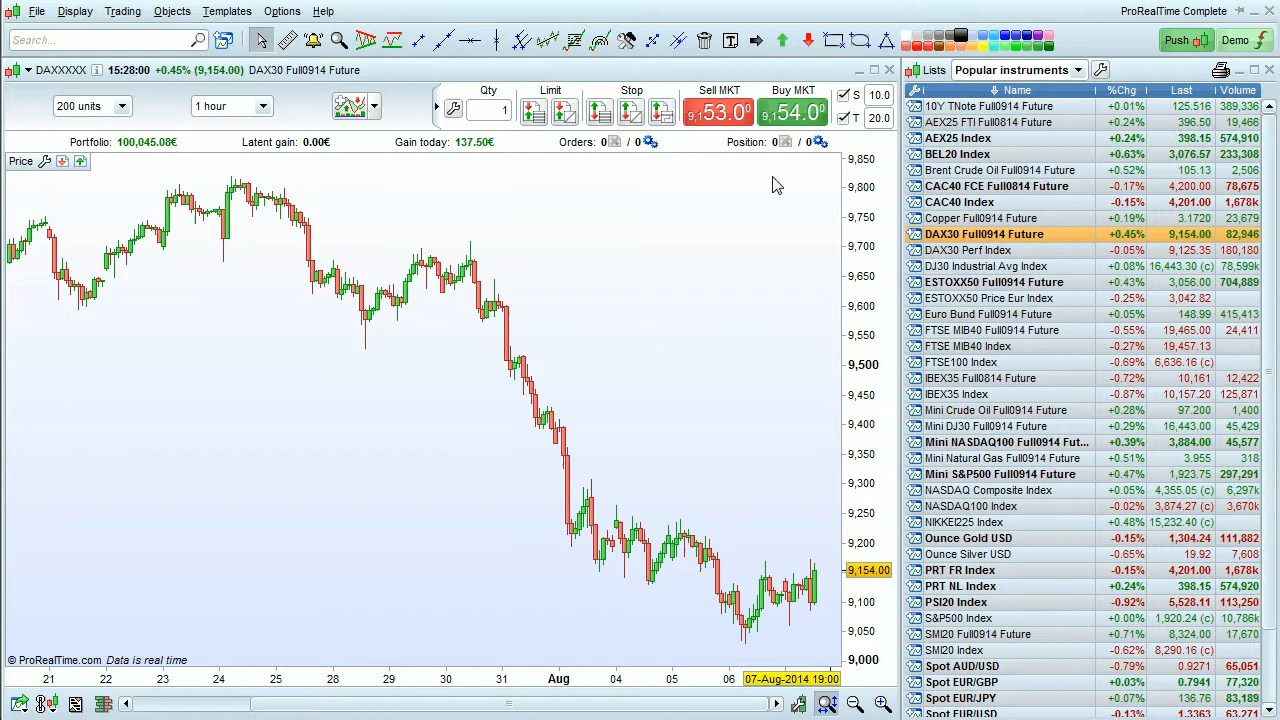 File Display Trading Objects Templates Options Help ProRealTime Complete
Search... Push Demo
DAXXXXX 15:28:00 +0.45% (9,154.00) DAX30 Full0914 Future
Lists Popular instruments
200 units 1 hour Qty 1 Limit Stop Sell MKT 9,153.0⁰ Buy MKT 9,154.0⁰ S 10.0
T 20.0
Portfolio: 100,045.08€ Latent gain: 0.00€ Gain today: 137.50€ Orders: 0 / 0 Position: 0 / 0
Price
9,850
9,800
9,750
9,700
9,650
9,600
9,550
9,500
9,450
9,400
9,350
9,300
9,250
9,200
9,154.00
9,100
9,050
9,000
© ProRealTime.com Data is real time
21 22 23 24 25 28 29 30 31 Aug 04 05 06 07-Aug-2014 19:00
Name %Chg Last Volume
10Y TNote Full0914 Future +0.01% 125.516 389,336
AEX25 FTI Full0814 Future +0.24% 396.50 19,466
AEX25 Index +0.24% 398.15 574,910
BEL20 Index +0.63% 3,076.57 233,308
Brent Crude Oil Full0914 Future +0.52% 105.13 2,506
CAC40 FCE Full0814 Future -0.17% 4,200.00 78,675
CAC40 Index -0.15% 4,201.00 1,678k
Copper Full0914 Future +0.19% 3.1720 23,679
DAX30 Full0914 Future +0.45% 9,154.00 82,946
DAX30 Perf Index -0.05% 9,125.35 180,180
DJ30 Industrial Avg Index +0.08% 16,443.30 (c) 78,599k
ESTOXX50 Full0914 Future +0.43% 3,056.00 704,889
ESTOXX50 Price Eur Index -0.25% 3,042.82
Euro Bund Full0914 Future +0.05% 148.99 415,413
FTSE MIB40 Full0914 Future -0.55% 19,465.00 24,411
FTSE MIB40 Index -0.27% 19,457.13
FTSE100 Index -0.69% 6,636.16 (c)
IBEX35 Full0814 Future -0.72% 10,161 12,422
IBEX35 Index -0.87% 10,157.20 125,871
Mini Crude Oil Full0914 Future +0.28% 97.200 1,400
Mini DJ30 Full0914 Future +0.29% 16,443.00 45,429
Mini NASDAQ100 Full0914 Fut... +0.39% 3,884.00 45,577
Mini Natural Gas Full0914 Future +0.51% 3.955 318
Mini S&P500 Full0914 Future +0.47% 1,923.75 297,291
NASDAQ Composite Index +0.05% 4,355.05 (c) 6,297k
NASDAQ100 Index -0.02% 3,874.27 (c) 3,670k
NIKKEI225 Index +0.48% 15,232.40 (c)
Ounce Gold USD -0.15% 1,304.24 111,882
Ounce Silver USD -0.65% 19.92 7,608
PRT FR Index -0.15% 4,201.00 1,678k
PRT NL Index +0.24% 398.15 574,920
PSI20 Index -0.92% 5,528.11 113,250
S&P500 Index +0.00% 1,920.24 (c) 10,786k
SMI20 Full0914 Future +0.71% 8,324.00 17,670
SMI20 Index -0.62% 8,290.16 (c)
Spot AUD/USD -0.79% 0.9271 65,051
Spot EUR/GBP +0.03% 0.7941 77,320
Spot EUR/JPY +0.07% 136.76 83,189
Spot EUR/USD -0.13% 1.3363 63,271